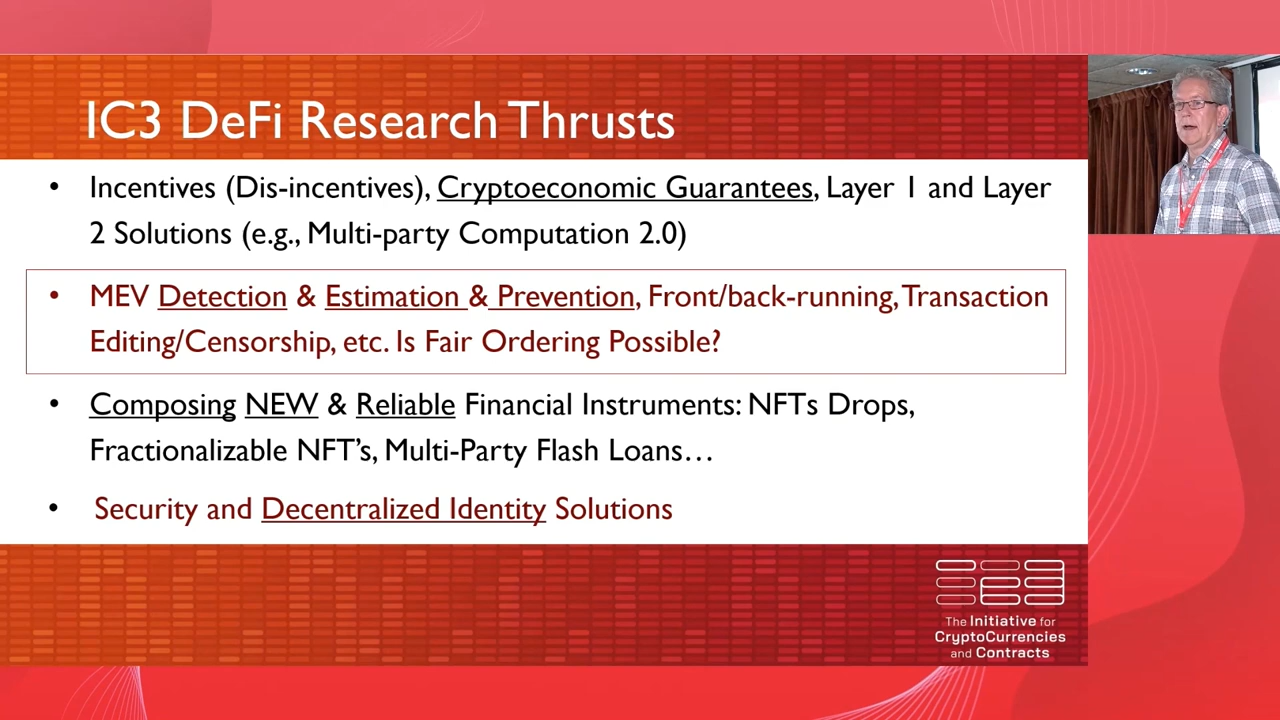 IC3 DeFi Research Thrusts
• Incentives (Dis-incentives), Cryptoeconomic Guarantees, Layer 1 and Layer
2 Solutions (e.g., Multi-party Computation 2.0)
• MEV Detection & Estimation & Prevention, Front/back-running, Transaction
Editing/Censorship, etc. Is Fair Ordering Possible?
• Composing NEW & Reliable Financial Instruments: NFTs Drops,
Fractionalizable NFT’s, Multi-Party Flash Loans…
• Security and Decentralized Identity Solutions
The Initiative for
CryptoCurrencies
and Contracts